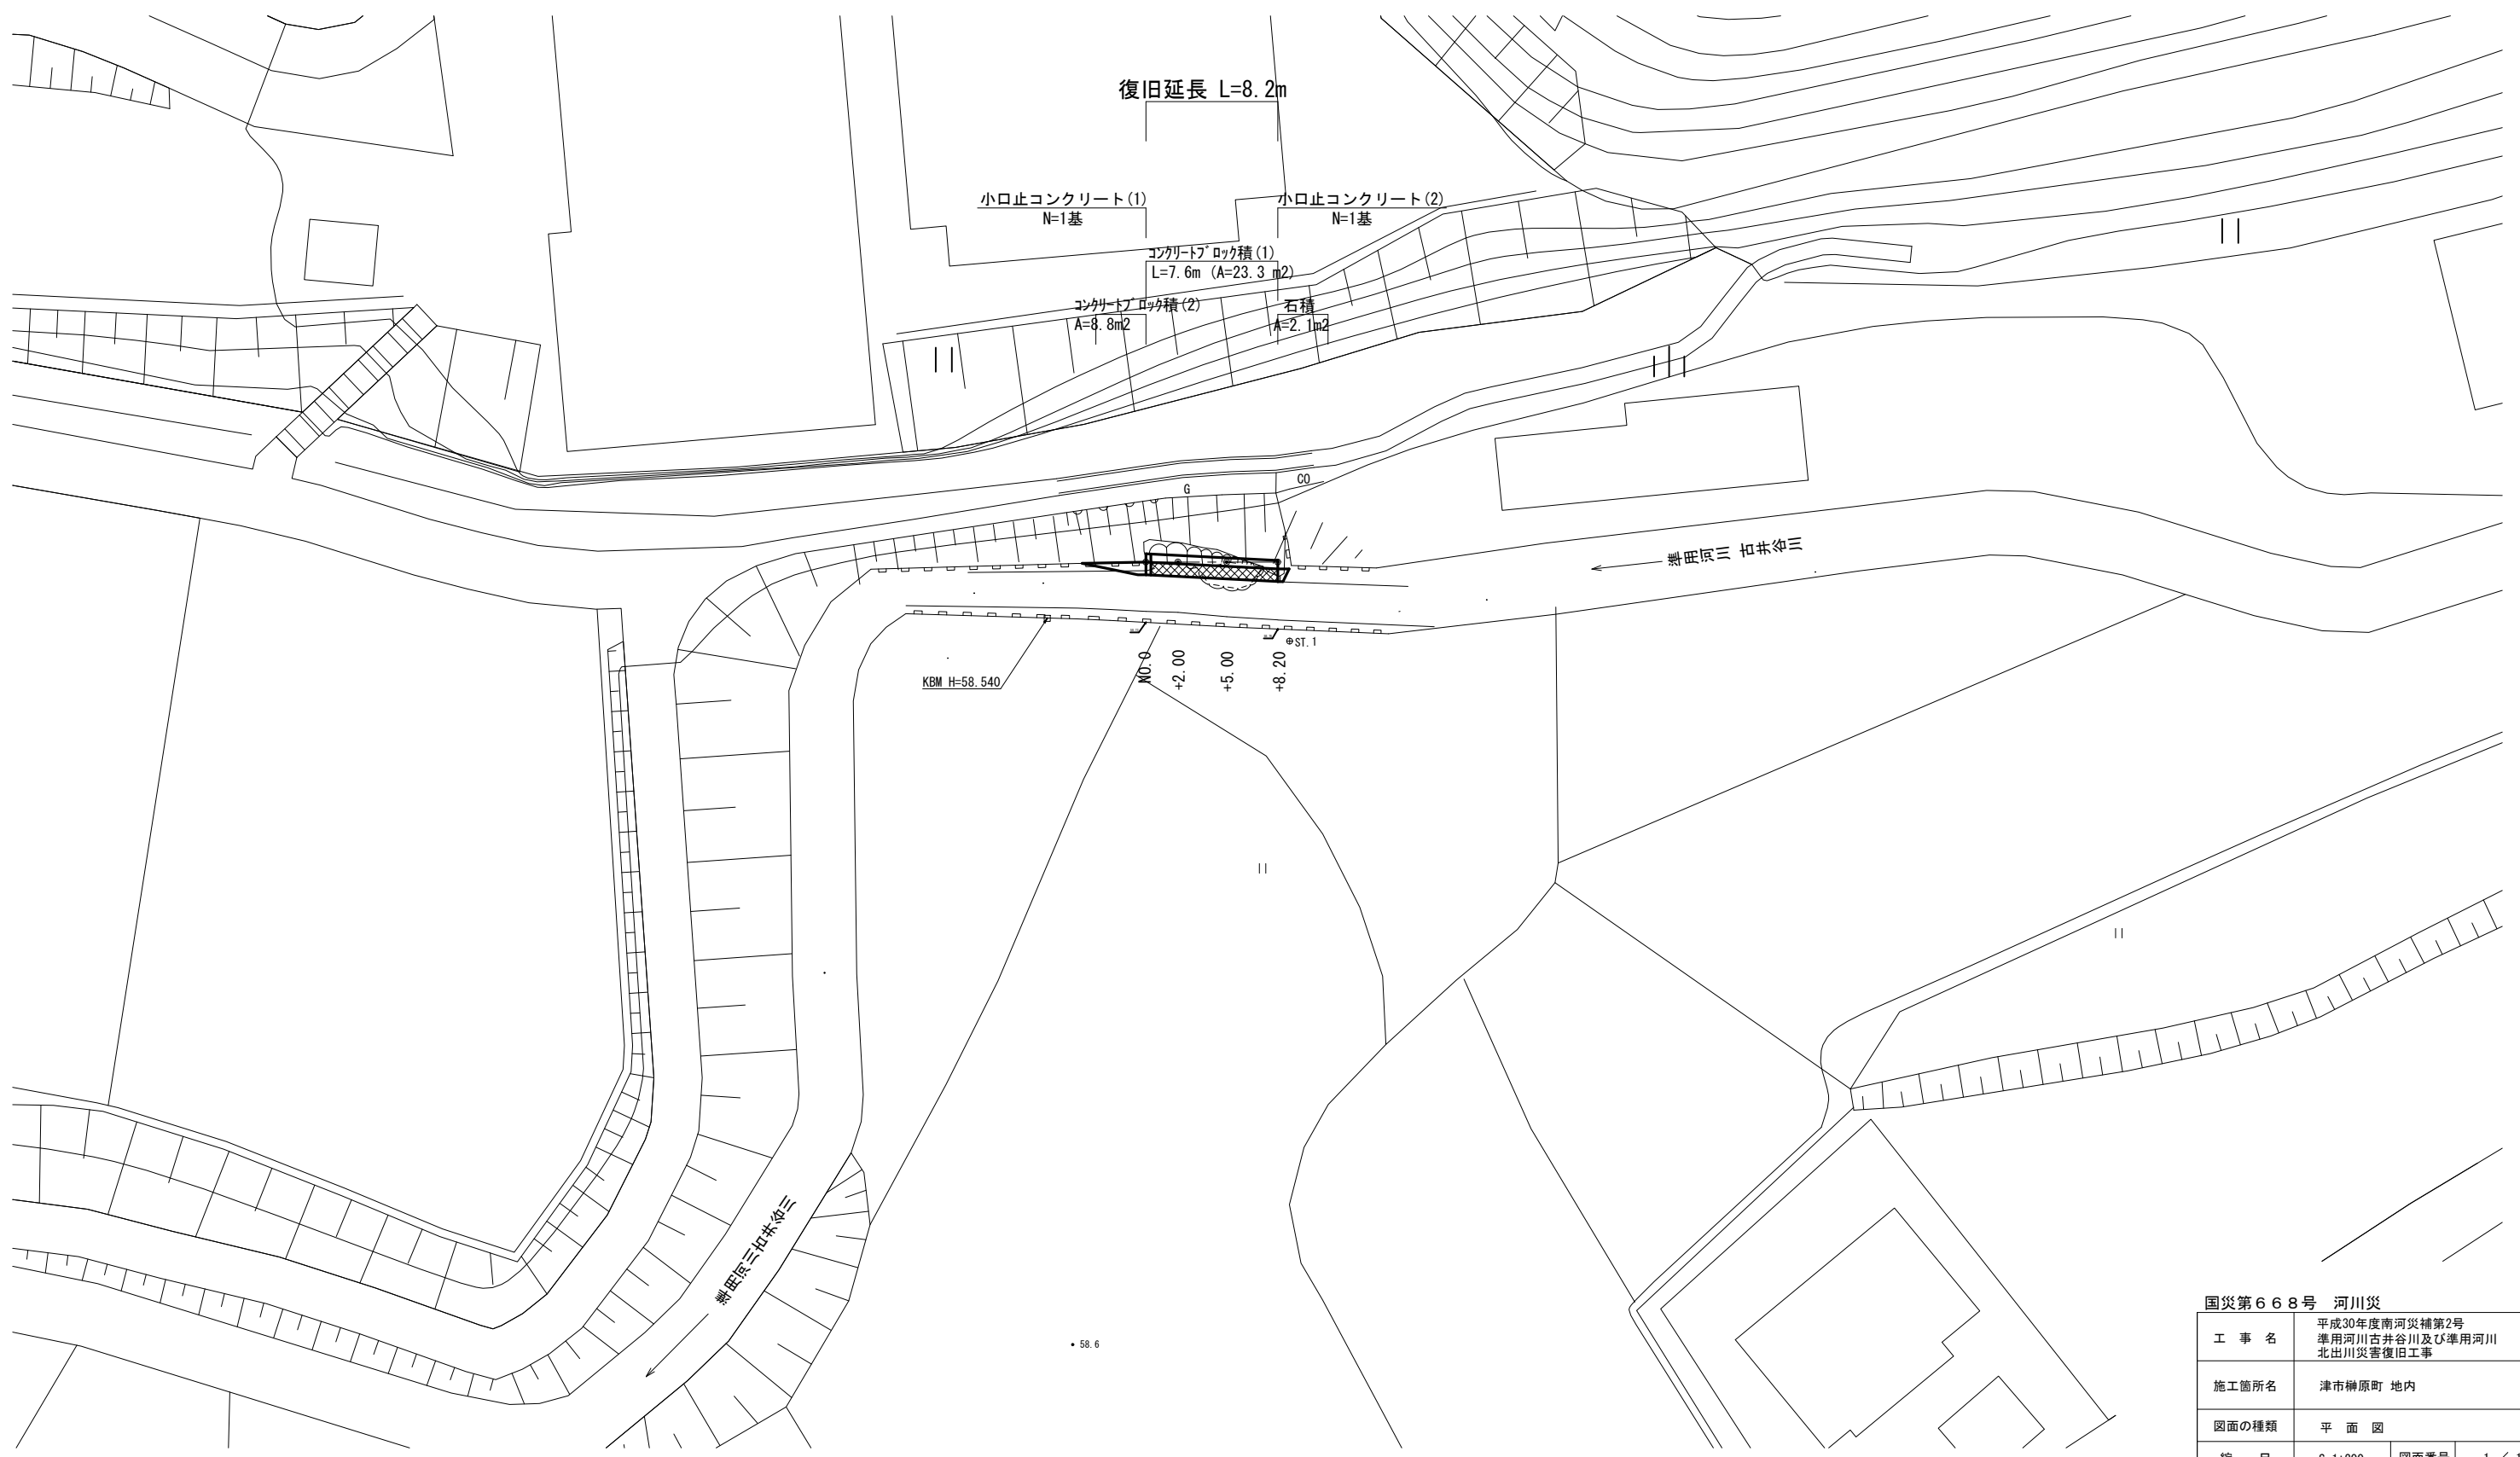 復旧延長 L=8.2m
小口止コンクリート(1)
N=1基
小口止コンクリート(2)
N=1基
コンクリートブロック積(1)
L=7.6m (A=23.3 m2)
コンクリートブロック積(2)
A=8.8m2
石積
A=2.1m2
CO
G
準用河川 古井谷川
ST.1
KBM H=58.540
NO.0
+2.00
+5.00
+8.20
準用河川古井谷川
58.6
国災第668号 河川災
工 事 名
平成30年度南河災補第2号
準用河川古井谷川及び準用河川
北出川災害復旧工事
施工箇所名
津市榊原町 地内
図面の種類
平 面 図